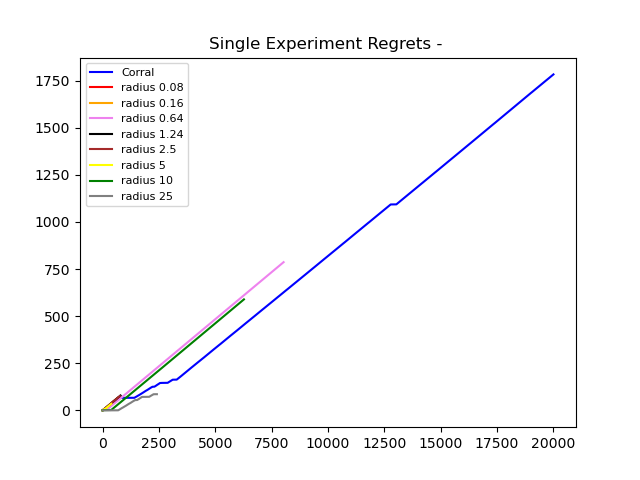 Single Experiment Regrets -
Corral
radius 0.08
radius 0.16
radius 0.64
radius 1.24
radius 2.5
radius 5
radius 10
radius 25
1750
1500
1250
1000
750
500
250
0
0 2500 5000 7500 10000 12500 15000 17500 20000